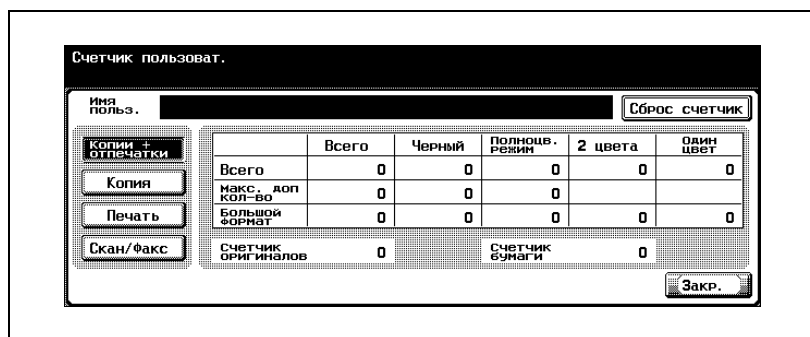 Счетчик пользоват.
Имя польз.
Сброс счетчик
Копии + отпечатки
Копия
Печать
Скан/Факс
Всего Черный Полноцв. режим 2 цвета Один цвет
Всего 0 0 0 0 0
Макс. доп кол-во 0 0 0
Большой формат 0 0 0 0 0
Счетчик оригиналов 0 Счетчик бумаги 0
Закр.